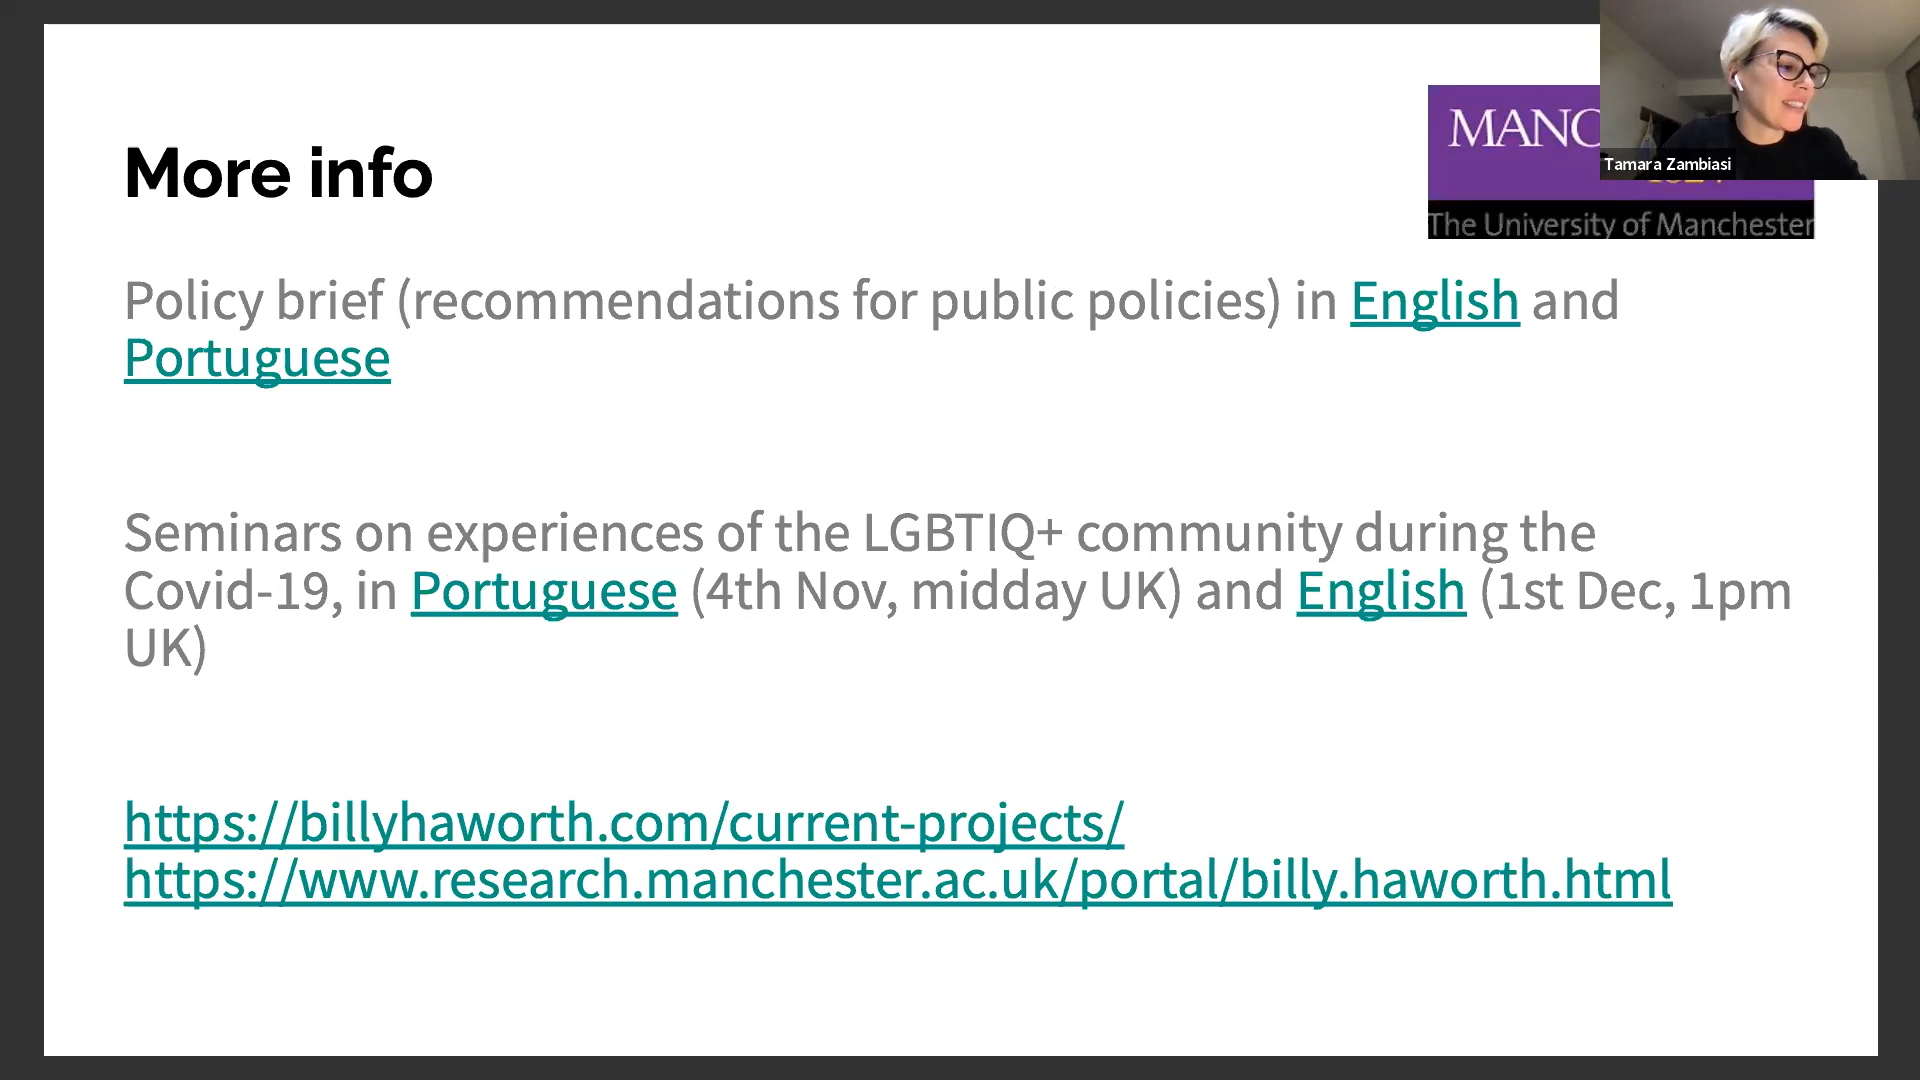 More info
MANC
Tamara Zambiasi
The University of Manchester
Policy brief (recommendations for public policies) in English and
Portuguese
Seminars on experiences of the LGBTIQ+ community during the
Covid-19, in Portuguese (4th Nov, midday UK) and English (1st Dec, 1pm
UK)
https://billyhaworth.com/current-projects/
https://www.research.manchester.ac.uk/portal/billy.haworth.html